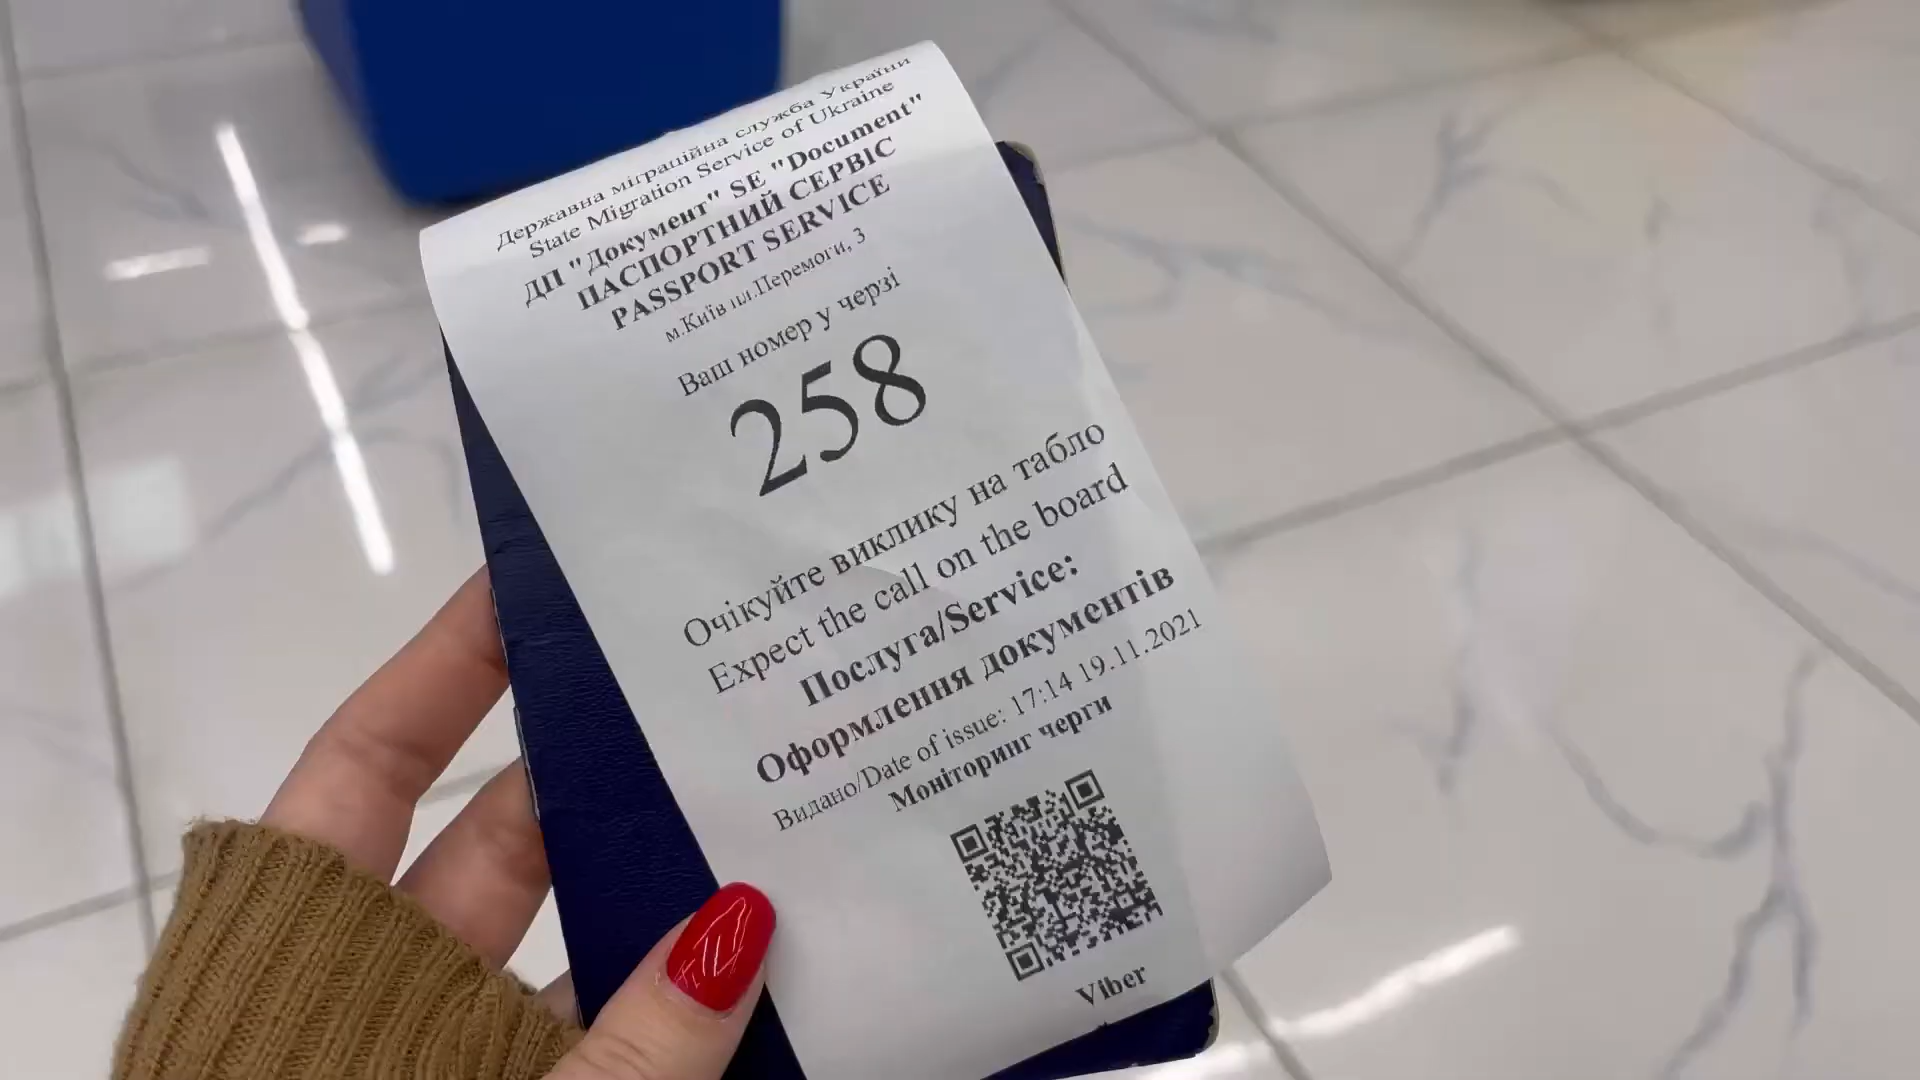 Державна міграційна служба України
State Migration Service of Ukraine
ДП "Документ" SE "Document"
ПАСПОРТНИЙ СЕРВІС
PASSPORT SERVICE
м.Київ пл.Перемоги, 3
Ваш номер у черзі
258
Очікуйте виклику на табло
Expect the call on the board
Послуга/Service:
Оформлення документів
Видано/Date of issue: 17:14 19.11.2021
Моніторинг черги
Viber